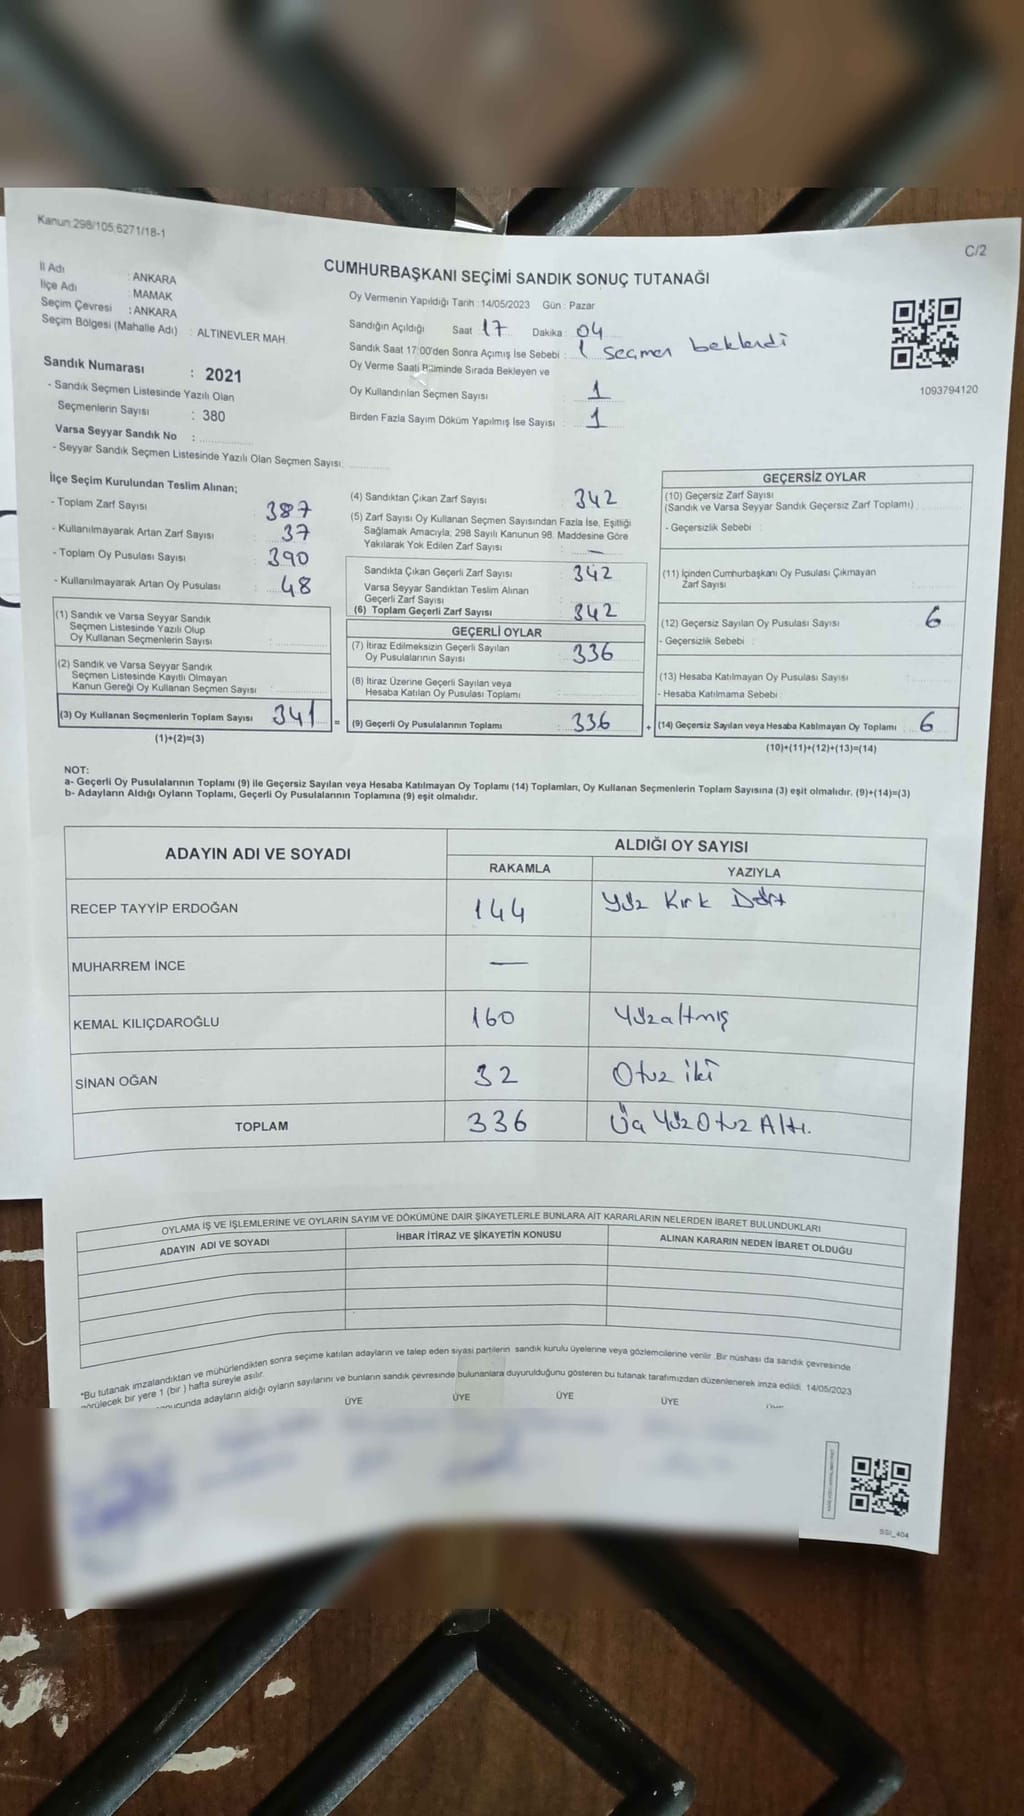 Kanun:298/105,6271/18-1
C/2
CUMHURBAŞKANI SEÇİMİ SANDIK SONUÇ TUTANAĞI
İl Adı : ANKARA
İlçe Adı : MAMAK
Seçim Çevresi : ANKARA
Seçim Bölgesi (Mahalle Adı) : ALTINEVLER MAH.
Sandık Numarası : 2021
- Sandık Seçmen Listesinde Yazılı Olan
Seçmenlerin Sayısı : 380
Varsa Seyyar Sandık No :
- Seyyar Sandık Seçmen Listesinde Yazılı Olan Seçmen Sayısı:
Oy Vermenin Yapıldığı Tarih : 14/05/2023 Gün : Pazar
Sandığın Açıldığı Saat 17 Dakika : 04
Sandık Saat 17:00'den Sonra Açımış İse Sebebi : 1 seçmen beklendi
Oy Verme Saati Bitiminde Sırada Bekleyen ve
Oy Kullandırılan Seçmen Sayısı 1
Birden Fazla Sayım Döküm Yapılmış İse Sayısı : 1
1093794120
İlçe Seçim Kurulundan Teslim Alınan;
- Toplam Zarf Sayısı 387
- Kullanılmayarak Artan Zarf Sayısı 37
- Toplam Oy Pusulası Sayısı 390
- Kullanılmayarak Artan Oy Pusulası 48
(1) Sandık ve Varsa Seyyar Sandık
Seçmen Listesinde Yazılı Olup
Oy Kullanan Seçmenlerin Sayısı :
(2) Sandık ve Varsa Seyyar Sandık
Seçmen Listesinde Kayıtlı Olmayan
Kanun Gereği Oy Kullanan Seçmen Sayısı :
(3) Oy Kullanan Seçmenlerin Toplam Sayısı 341 =
(1)+(2)=(3)
(4) Sandıktan Çıkan Zarf Sayısı : 342
(5) Zarf Sayısı Oy Kullanan Seçmen Sayısından Fazla İse, Eşitliği
Sağlamak Amacıyla; 298 Sayılı Kanunun 98. Maddesine Göre
Yakılarak Yok Edilen Zarf Sayısı : —
Sandıkta Çıkan Geçerli Zarf Sayısı : 342
Varsa Seyyar Sandıktan Teslim Alınan
Geçerli Zarf Sayısı
(6) Toplam Geçerli Zarf Sayısı : 342
GEÇERLİ OYLAR
(7) İtiraz Edilmeksizin Geçerli Sayılan
Oy Pusulalarının Sayısı : 336
(8) İtiraz Üzerine Geçerli Sayılan veya
Hesaba Katılan Oy Pusulası Toplamı :
(9) Geçerli Oy Pusulalarının Toplamı : 336 +
GEÇERSİZ OYLAR
(10) Geçersiz Zarf Sayısı
(Sandık ve Varsa Seyyar Sandık Geçersiz Zarf Toplamı) :
- Geçersizlik Sebebi :
(11) İçinden Cumhurbaşkanı Oy Pusulası Çıkmayan
Zarf Sayısı :
(12) Geçersiz Sayılan Oy Pusulası Sayısı : 6
- Geçersizlik Sebebi :
(13) Hesaba Katılmayan Oy Pusulası Sayısı :
- Hesaba Katılmama Sebebi :
(14) Geçersiz Sayılan veya Hesaba Katılmayan Oy Toplamı : 6
(10)+(11)+(12)+(13)=(14)
NOT:
a- Geçerli Oy Pusulalarının Toplamı (9) ile Geçersiz Sayılan veya Hesaba Katılmayan Oy Toplamı (14) Toplamları, Oy Kullanan Seçmenlerin Toplam Sayısına (3) eşit olmalıdır. (9)+(14)=(3)
b- Adayların Aldığı Oyların Toplamı, Geçerli Oy Pusulalarının Toplamına (9) eşit olmalıdır.
ADAYIN ADI VE SOYADI
ALDIĞI OY SAYISI
RAKAMLA YAZIYLA
RECEP TAYYİP ERDOĞAN 144 Yüz Kırk Dört
MUHARREM İNCE —
KEMAL KILIÇDAROĞLU 160 Yüzaltmış
SİNAN OĞAN 32 Otuz iki
TOPLAM 336 Üç Yüz Otuz Altı.
OYLAMA İŞ VE İŞLEMLERİNE VE OYLARIN SAYIM VE DÖKÜMÜNE DAİR ŞİKAYETLERLE BUNLARA AİT KARARLARIN NELERDEN İBARET BULUNDUKLARI
ADAYIN ADI VE SOYADI İHBAR İTİRAZ VE ŞİKAYETİN KONUSU ALINAN KARARIN NEDEN İBARET OLDUĞU
*Bu tutanak imzalandıktan ve mühürlendikten sonra seçime katılan adayların ve talep eden siyasi partilerin sandık kurulu üyelerine veya gözlemcilerine verilir. Bir nüshası da sandık çevresinde
görülecek bir yere 1 (bir) hafta süreyle asılır.
adayların aldığı oyların sayılarını ve bunların sandık çevresinde bulunanlara duyurulduğunu gösteren bu tutanak tarafımızdan düzenlenerek imza edildi. 14/05/2023
ÜYE ÜYE ÜYE ÜYE
SSI_404